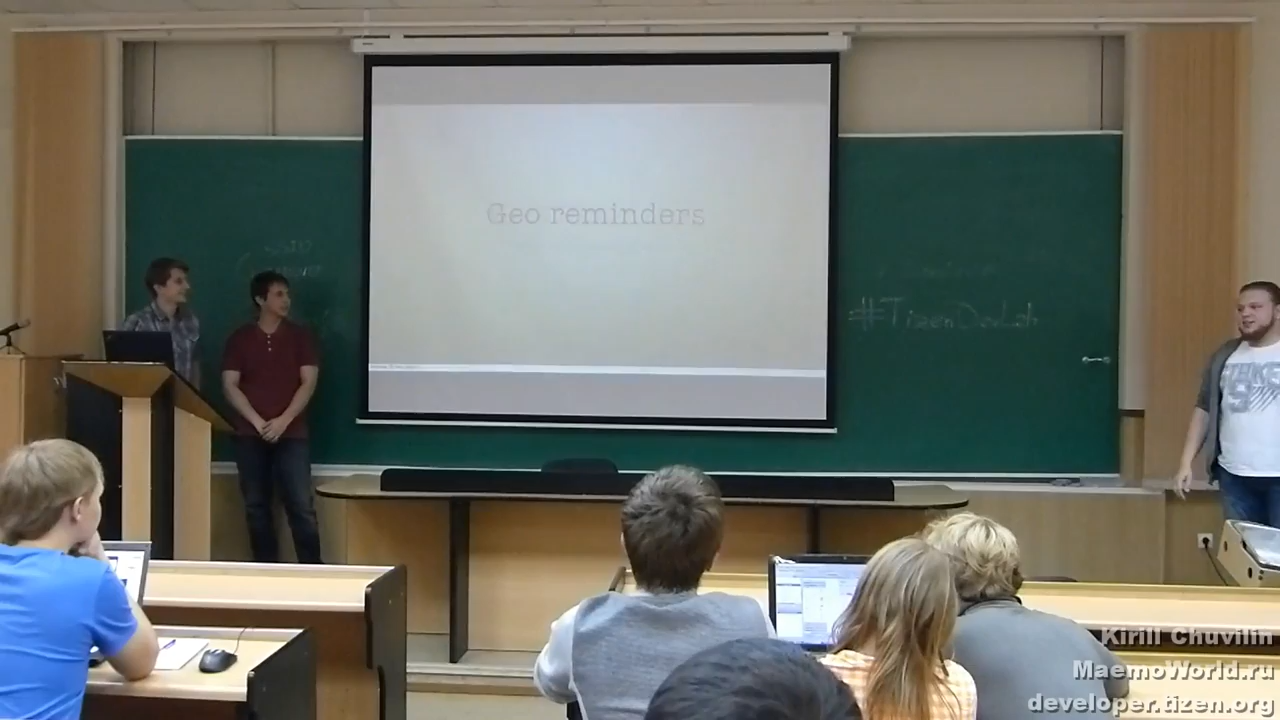 Geo reminders
#TizenDevLab
Kirill Chuvilin
MaemoWorld.ru
developer.tizen.org